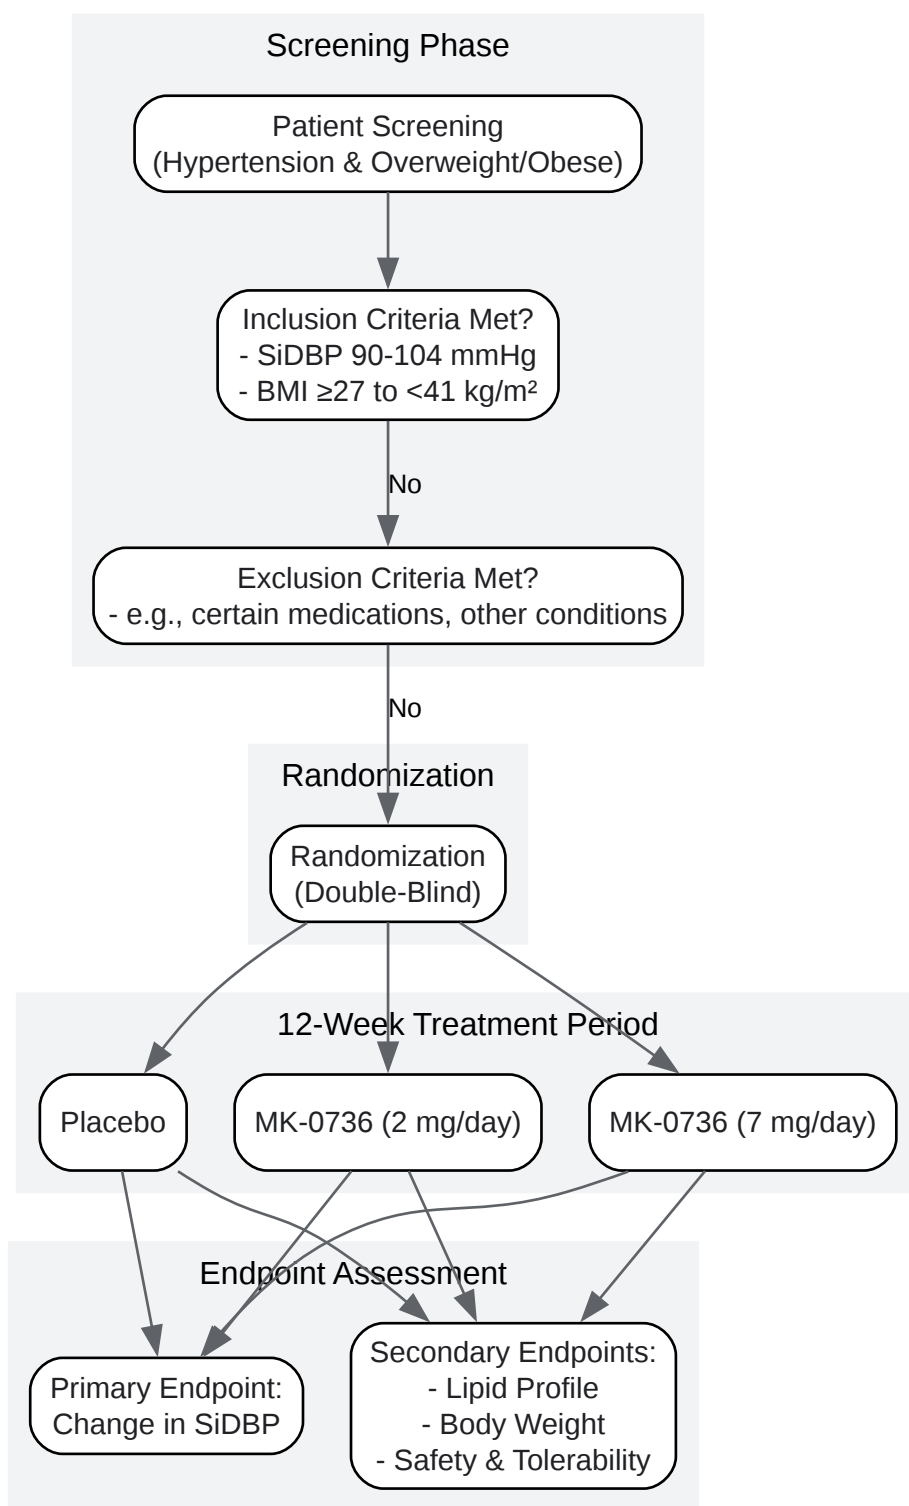 Screening Phase
Patient Screening
(Hypertension & Overweight/Obese)
Inclusion Criteria Met?
- SiDBP 90-104 mmHg
- BMI ≥27 to <41 kg/m²
No
Exclusion Criteria Met?
- e.g., certain medications, other conditions
No
Randomization
Randomization
(Double-Blind)
12-Week Treatment Period
Placebo
MK-0736 (2 mg/day)
MK-0736 (7 mg/day)
Endpoint Assessment
Primary Endpoint:
Change in SiDBP
Secondary Endpoints:
- Lipid Profile
- Body Weight
- Safety & Tolerability